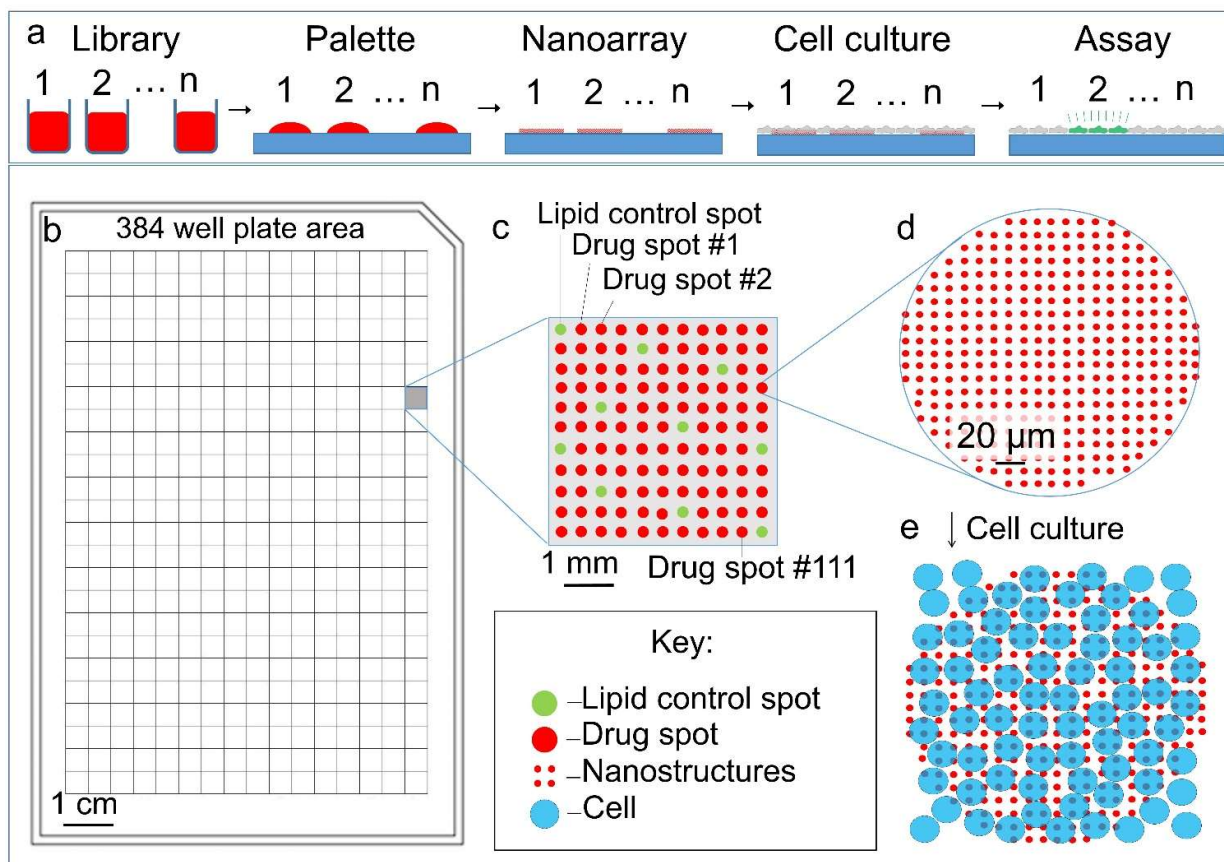 a
Library
Palette
Nanoarray
Cell culture
Assay
1 2 … n
1 2 … n
1 2 … n
1 2 … n
1 2 … n
b
384 well plate area
1 cm
c
Lipid control spot
Drug spot #1
Drug spot #2
1 mm
Drug spot #111
Key:
–Lipid control spot
–Drug spot
–Nanostructures
–Cell
d
20 µm
e
Cell culture